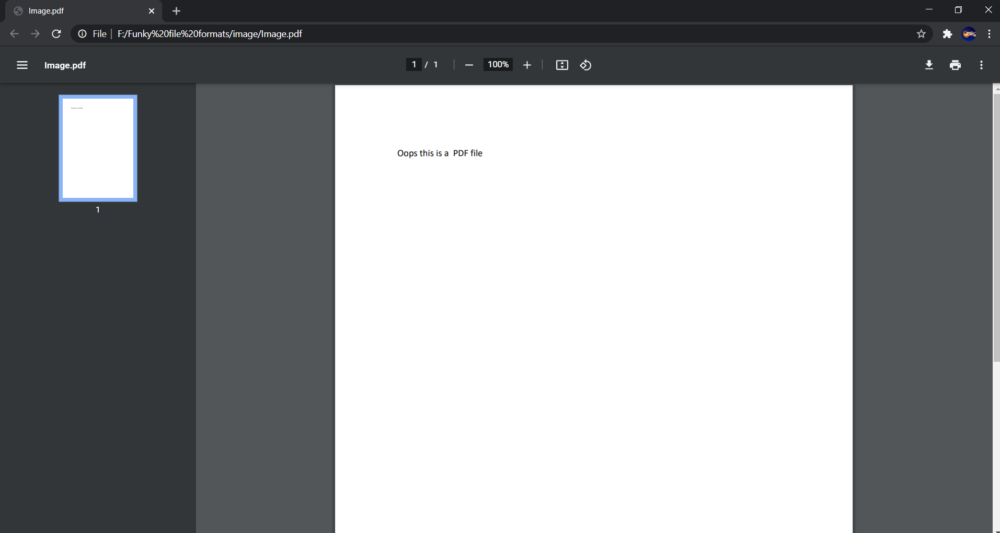 Image.pdf
File | F:/Funky%20file%20formats/image/Image.pdf
Image.pdf
1 / 1
100%
1
Oops this is a  PDF file